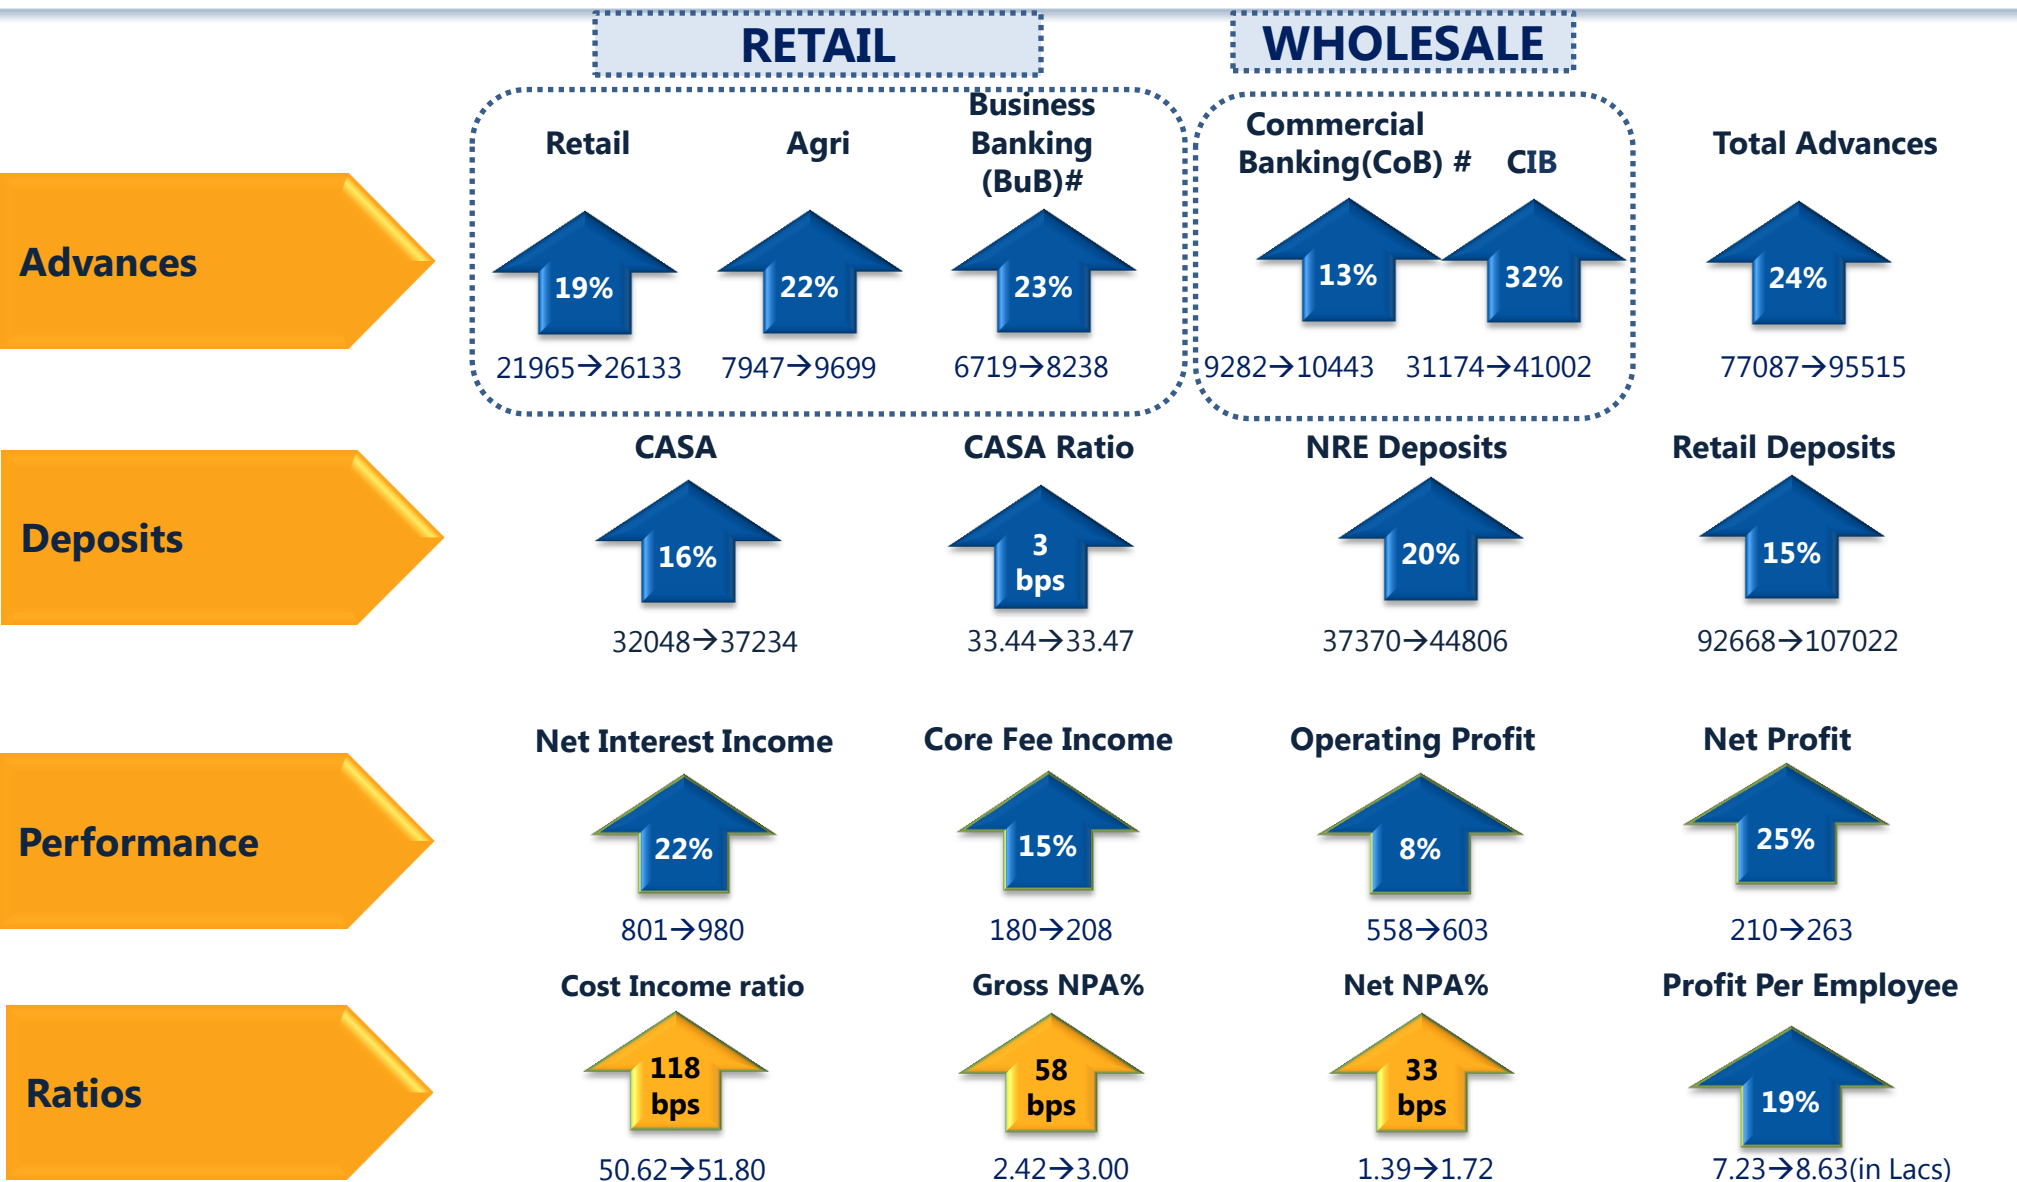 RETAIL
WHOLESALE
Retail
Agri
Business
Banking
(BuB)#
Commercial
Banking(CoB) #
CIB
Total Advances
Advances
19%
22%
23%
13%
32%
24%
21965→26133
7947→9699
6719→8238
9282→10443
31174→41002
77087→95515
CASA
CASA Ratio
NRE Deposits
Retail Deposits
Deposits
16%
3
bps
20%
15%
32048→37234
33.44→33.47
37370→44806
92668→107022
Net Interest Income
Core Fee Income
Operating Profit
Net Profit
Performance
22%
15%
8%
25%
801→980
180→208
558→603
210→263
Cost Income ratio
Gross NPA%
Net NPA%
Profit Per Employee
Ratios
118
bps
58
bps
33
bps
19%
50.62→51.80
2.42→3.00
1.39→1.72
7.23→8.63(in Lacs)